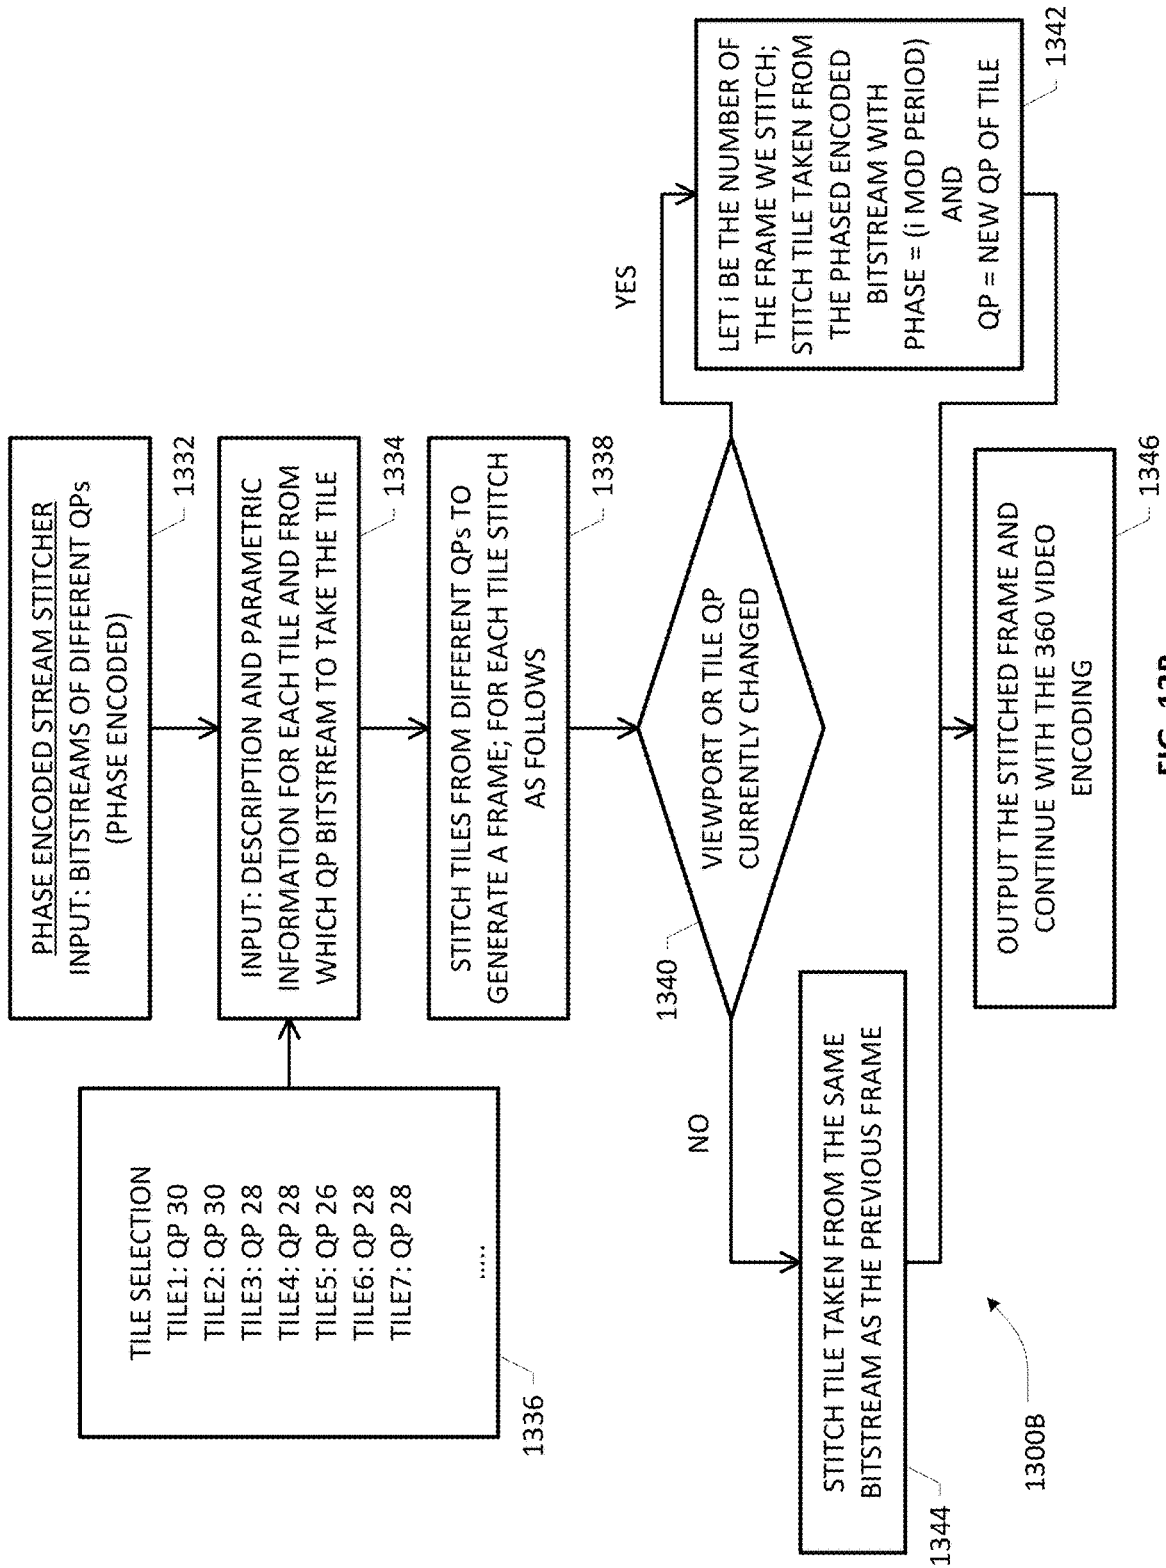 PHASE ENCODED STREAM STITCHER
INPUT: BITSTREAMS OF DIFFERENT QPs
(PHASE ENCODED)
1332
TILE SELECTION
TILE1: QP 30
TILE2: QP 30
TILE3: QP 28
TILE4: QP 28
TILE5: QP 26
TILE6: QP 28
TILE7: QP 28
.....
1336
INPUT: DESCRIPTION AND PARAMETRIC
INFORMATION FOR EACH TILE AND FROM
WHICH QP BITSTREAM TO TAKE THE TILE
1334
STITCH TILES FROM DIFFERENT QPs TO
GENERATE A FRAME; FOR EACH TILE STITCH
AS FOLLOWS
1338
VIEWPORT OR TILE QP
CURRENTLY CHANGED
1340
NO
YES
STITCH TILE TAKEN FROM THE SAME
BITSTREAM AS THE PREVIOUS FRAME
1344
LET i BE THE NUMBER OF
THE FRAME WE STITCH;
STITCH TILE TAKEN FROM
THE PHASED ENCODED
BITSTREAM WITH
PHASE = (i MOD PERIOD)
AND
QP = NEW QP OF TILE
1342
OUTPUT THE STITCHED FRAME AND
CONTINUE WITH THE 360 VIDEO
ENCODING
1346
1300B